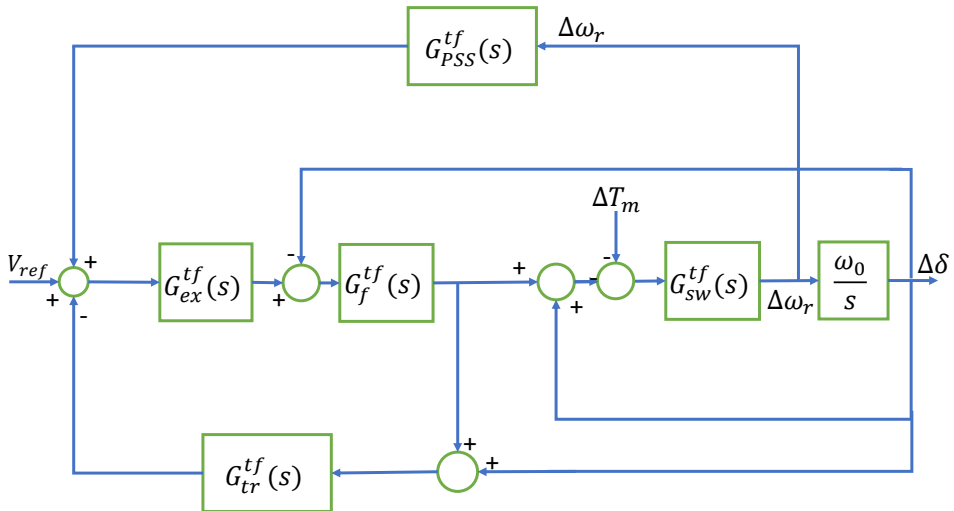 G_{PSS}^{tf}(s)
Δω_r
ΔT_m
V_{ref}
+
+
-
G_{ex}^{tf}(s)
-
+
G_f^{tf}(s)
+
+
-
-
G_{sw}^{tf}(s)
Δω_r
ω_0
s
Δδ
G_{tr}^{tf}(s)
+
+